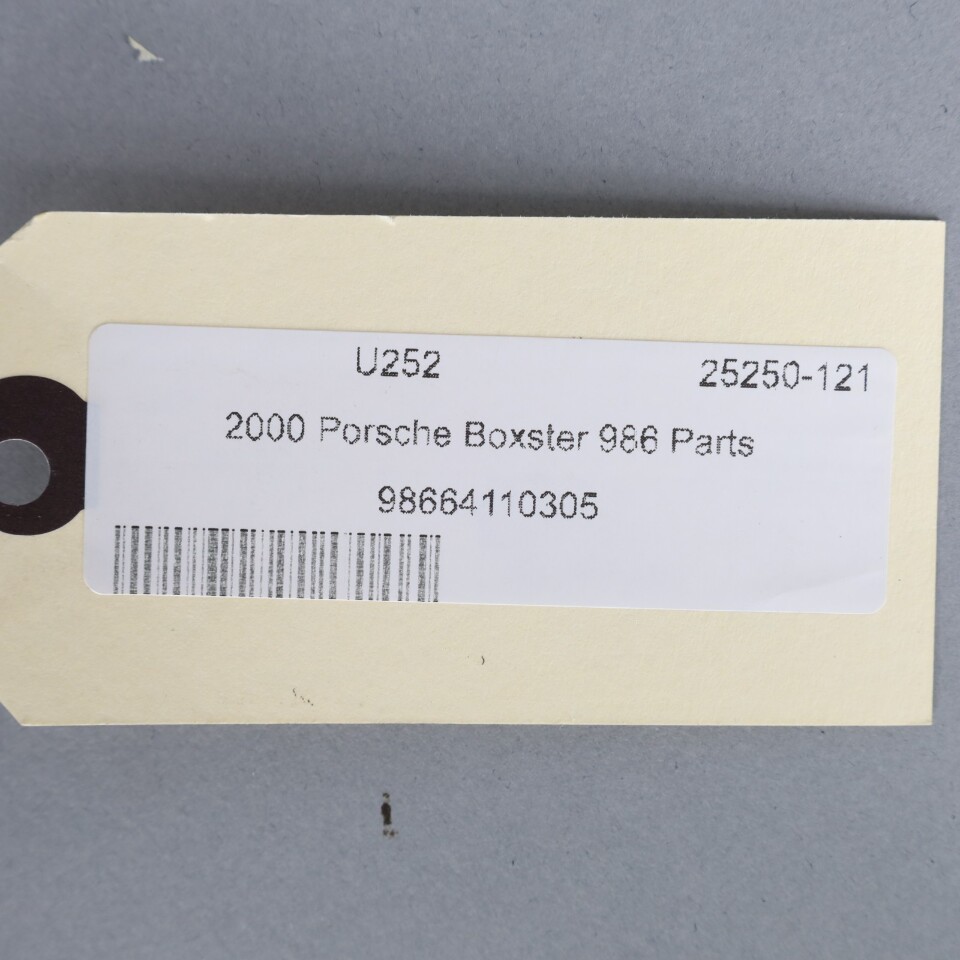 U252 25250-121
2000 Porsche Boxster 986 Parts
98664110305